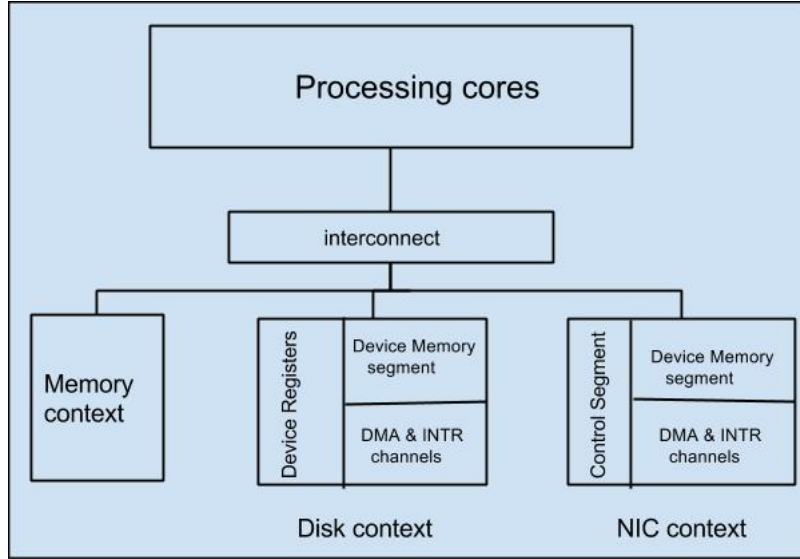 Processing cores
interconnect
Memory
context
Device Registers
Device Memory
segment
DMA & INTR
channels
Disk context
Control Segment
Device Memory
segment
DMA & INTR
channels
NIC context